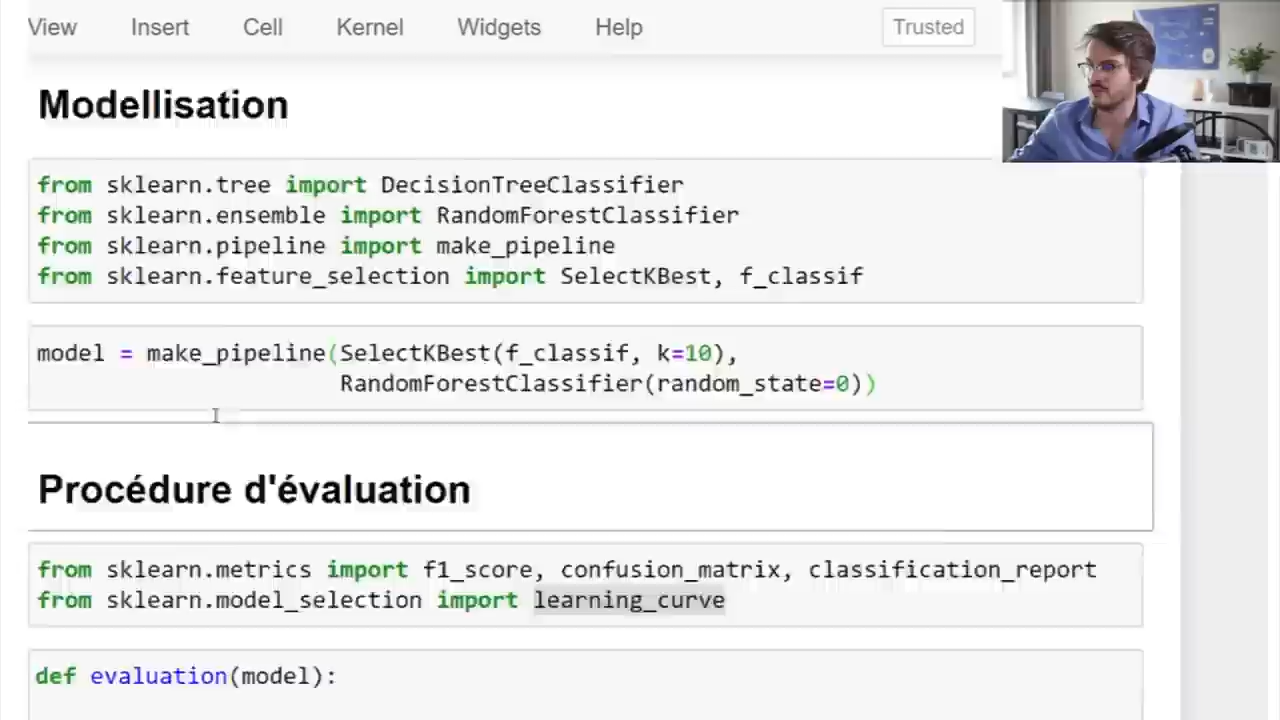 View Insert Cell Kernel Widgets Help Trusted
Modellisation
from sklearn.tree import DecisionTreeClassifier
from sklearn.ensemble import RandomForestClassifier
from sklearn.pipeline import make_pipeline
from sklearn.feature_selection import SelectKBest, f_classif
model = make_pipeline(SelectKBest(f_classif, k=10),
RandomForestClassifier(random_state=0))
Procédure d'évaluation
from sklearn.metrics import f1_score, confusion_matrix, classification_report
from sklearn.model_selection import learning_curve
def evaluation(model):